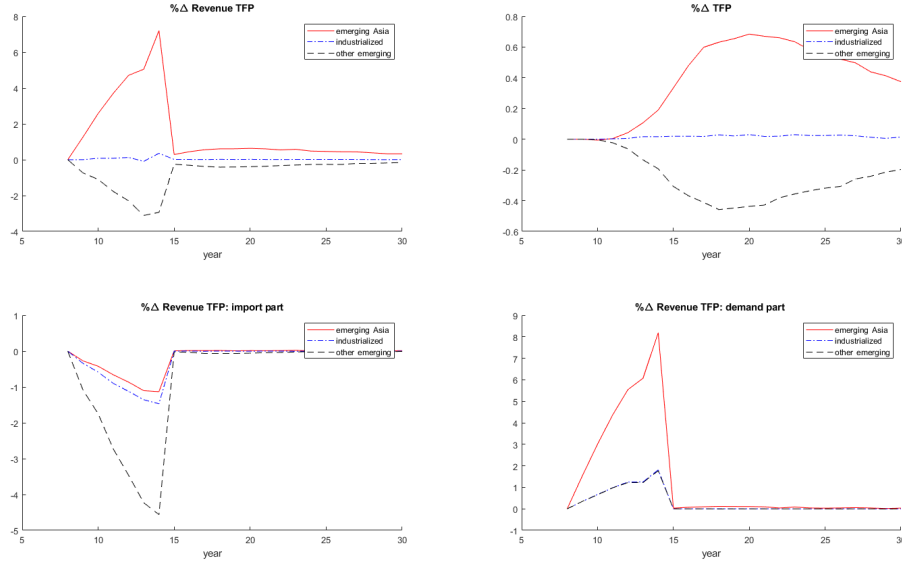 %Δ Revenue TFP
8
6
4
2
0
-2
-4
5
10
15
20
25
30
year
emerging Asia
industrialized
other emerging
%Δ TFP
0.8
0.6
0.4
0.2
0
-0.2
-0.4
-0.6
5
10
15
20
25
30
year
emerging Asia
industrialized
other emerging
%Δ Revenue TFP: import part
1
0
-1
-2
-3
-4
-5
5
10
15
20
25
30
year
emerging Asia
industrialized
other emerging
%Δ Revenue TFP: demand part
9
8
7
6
5
4
3
2
1
0
-1
5
10
15
20
25
30
year
emerging Asia
industrialized
other emerging